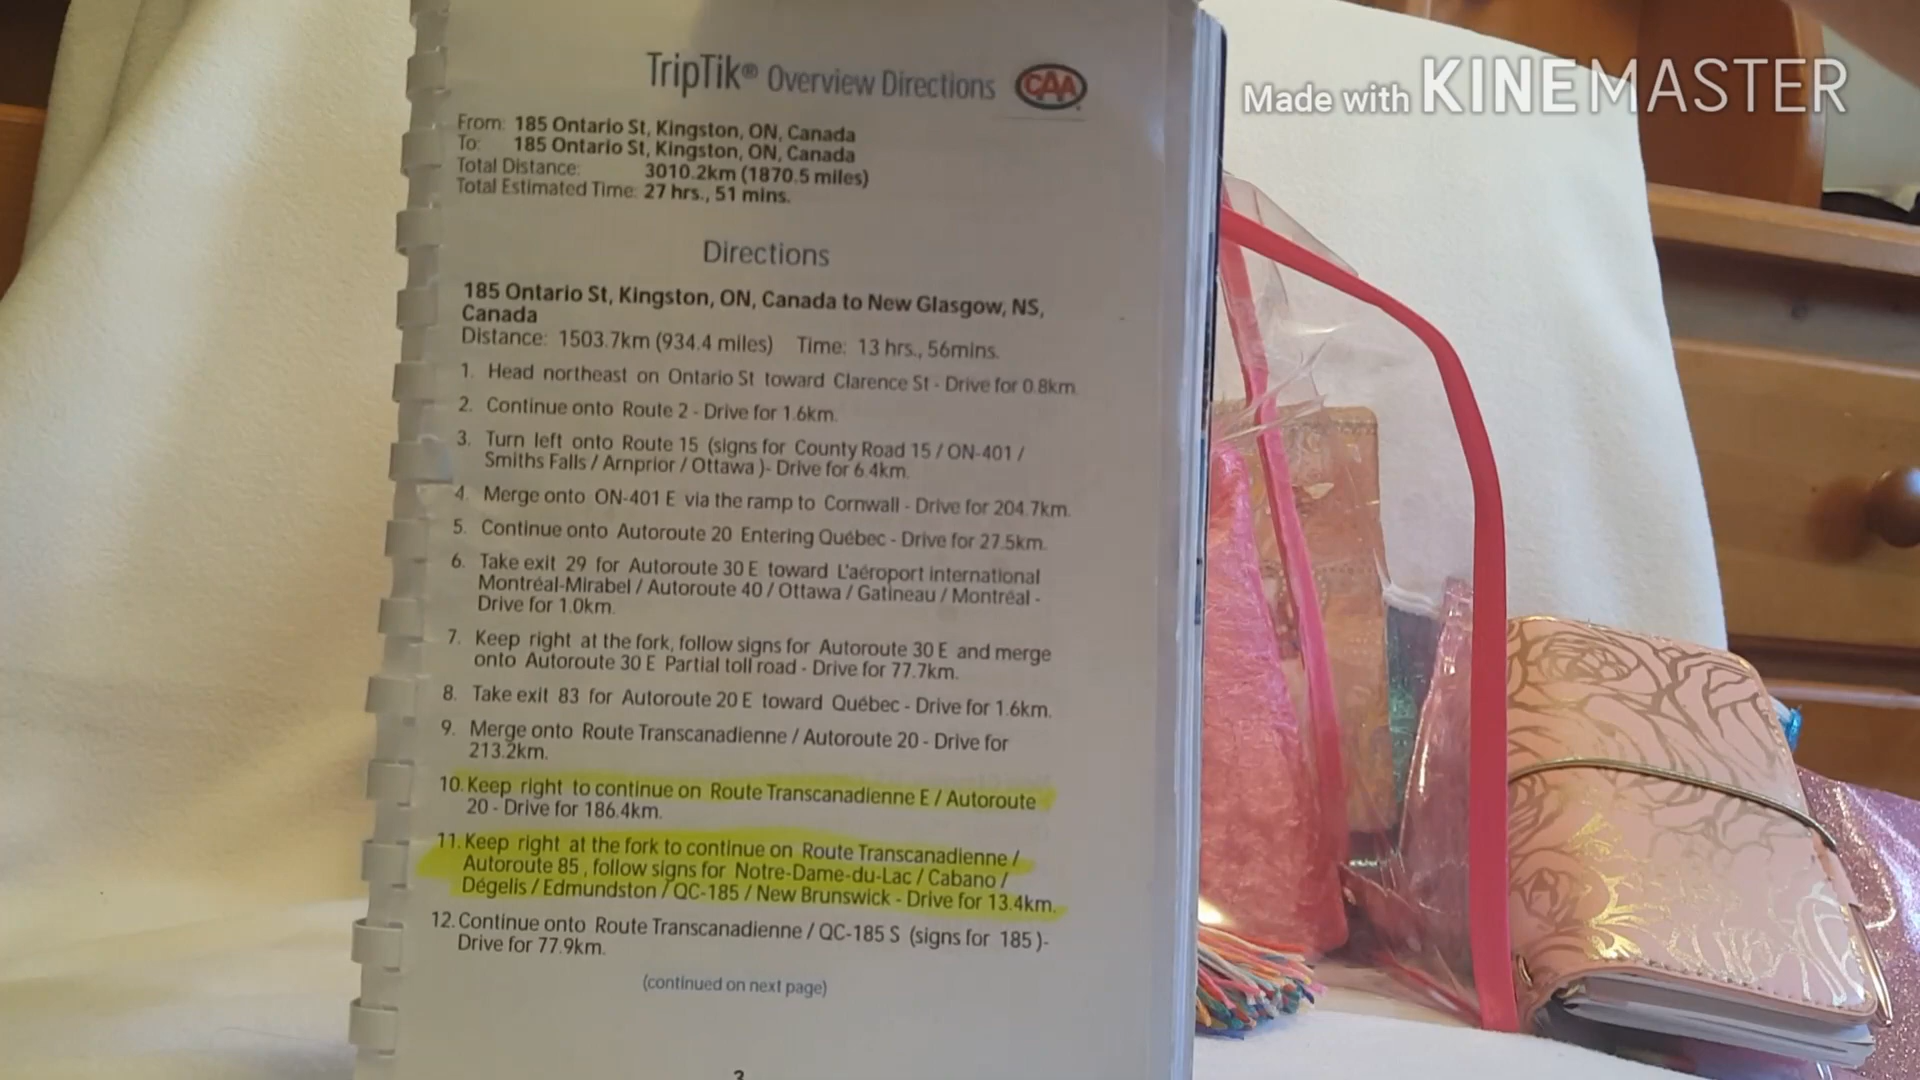 TripTik® Overview Directions CAA
Made with KINEMASTER
From: 185 Ontario St, Kingston, ON, Canada
To: 185 Ontario St, Kingston, ON, Canada
Total Distance: 3010.2km (1870.5 miles)
Total Estimated Time: 27 hrs., 51 mins.
Directions
185 Ontario St, Kingston, ON, Canada to New Glasgow, NS,
Canada
Distance: 1503.7km (934.4 miles) Time: 13 hrs., 56mins.
1. Head northeast on Ontario St toward Clarence St - Drive for 0.8km.
2. Continue onto Route 2 - Drive for 1.6km.
3. Turn left onto Route 15 (signs for County Road 15 / ON-401 /
Smiths Falls / Arnprior / Ottawa )- Drive for 6.4km.
4. Merge onto ON-401 E via the ramp to Cornwall - Drive for 204.7km.
5. Continue onto Autoroute 20 Entering Québec - Drive for 27.5km.
6. Take exit 29 for Autoroute 30 E toward L'aéroport international
Montréal-Mirabel / Autoroute 40 / Ottawa / Gatineau / Montréal -
Drive for 1.0km.
7. Keep right at the fork, follow signs for Autoroute 30 E and merge
onto Autoroute 30 E Partial toll road - Drive for 77.7km.
8. Take exit 83 for Autoroute 20 E toward Québec - Drive for 1.6km.
9. Merge onto Route Transcanadienne / Autoroute 20 - Drive for
213.2km.
10. Keep right to continue on Route Transcanadienne E / Autoroute
20 - Drive for 186.4km.
11. Keep right at the fork to continue on Route Transcanadienne /
Autoroute 85 , follow signs for Notre-Dame-du-Lac / Cabano /
Dégelis / Edmundston / QC-185 / New Brunswick - Drive for 13.4km.
12. Continue onto Route Transcanadienne / QC-185 S (signs for 185 )-
Drive for 77.9km.
(continued on next page)
3